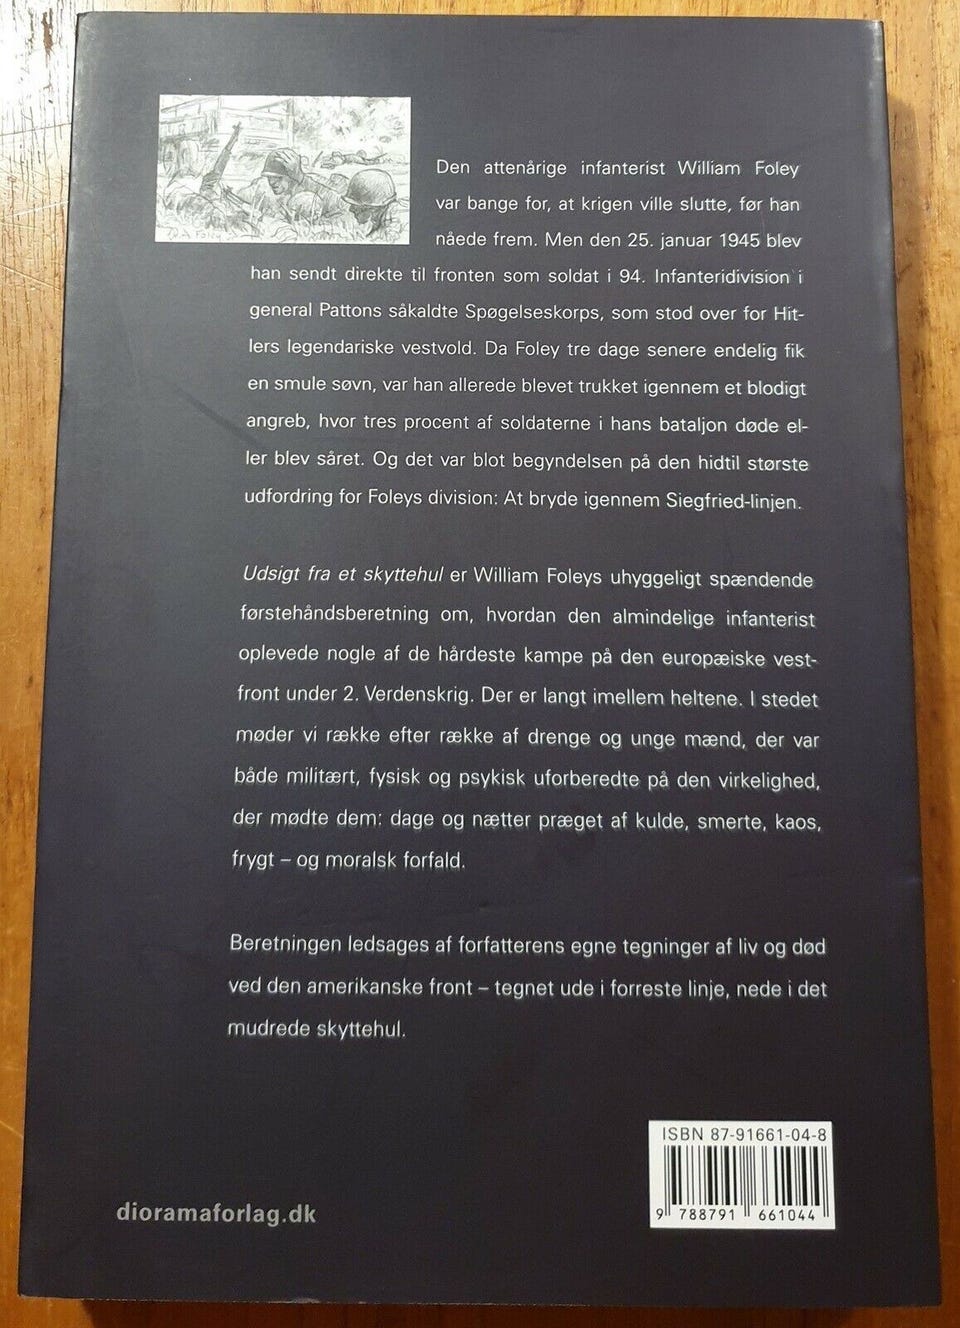 Den attenårige infanterist William Foley
var bange for, at krigen ville slutte, før han
nåede frem. Men den 25. januar 1945 blev
han sendt direkte til fronten som soldat i 94. Infanteridivision i
general Pattons såkaldte Spøgelseskorps, som stod over for Hit-
lers legendariske vestvold. Da Foley tre dage senere endelig fik
en smule søvn, var han allerede blevet trukket igennem et blodigt
angreb, hvor tres procent af soldaterne i hans bataljon døde el-
ler blev såret. Og det var blot begyndelsen på den hidtil største
udfordring for Foleys division: At bryde igennem Siegfried-linjen.
Udsigt fra et skyttehul er William Foleys uhyggeligt spændende
førstehåndsberetning om, hvordan den almindelige infanterist
oplevede nogle af de hårdeste kampe på den europæiske vest-
front under 2. Verdenskrig. Der er langt imellem heltene. I stedet
møder vi række efter række af drenge og unge mænd, der var
både militært, fysisk og psykisk uforberedte på den virkelighed,
der mødte dem: dage og nætter præget af kulde, smerte, kaos,
frygt – og moralsk forfald.
Beretningen ledsages af forfatterens egne tegninger af liv og død
ved den amerikanske front – tegnet ude i forreste linje, nede i det
mudrede skyttehul.
ISBN 87-91661-04-8
9 788791 661044
dioramaforlag.dk